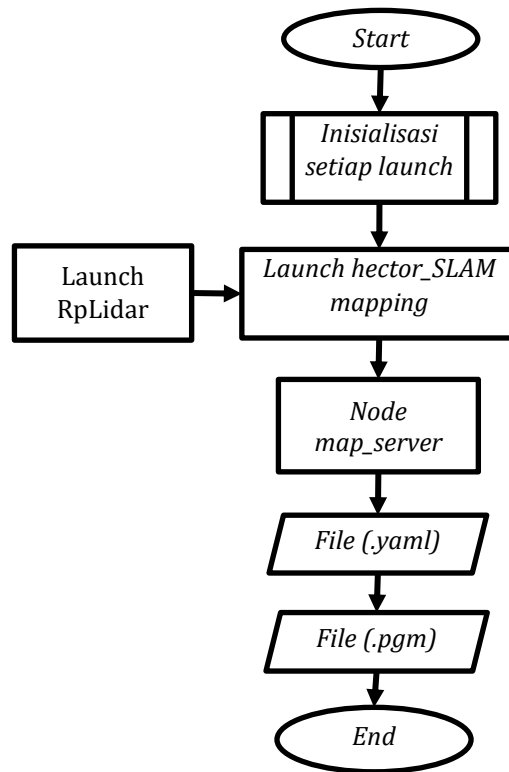 Start
Inisialisasi
setiap launch
Launch
RpLidar
Launch hector_SLAM
mapping
Node
map_server
File (.yaml)
File (.pgm)
End